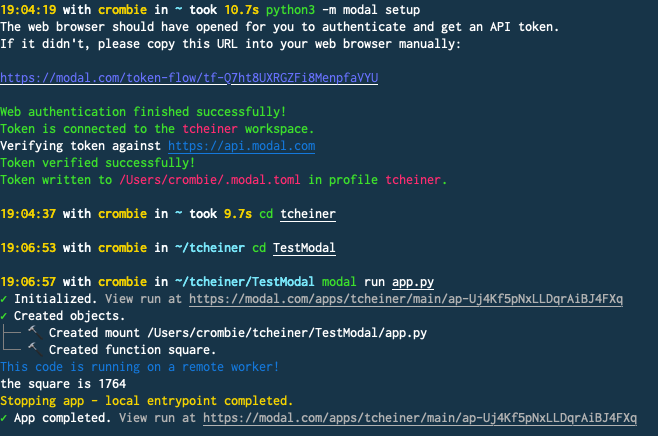 19:04:19 with crombie in ~ took 10.7s python3 -m modal setup
The web browser should have opened for you to authenticate and get an API token.
If it didn't, please copy this URL into your web browser manually:
https://modal.com/token-flow/tf-Q7ht8UXRGZFi8MenpfaVYU
Web authentication finished successfully!
Token is connected to the tcheiner workspace.
Verifying token against https://api.modal.com
Token verified successfully!
Token written to /Users/crombie/.modal.toml in profile tcheiner.
19:04:37 with crombie in ~ took 9.7s cd tcheiner
19:06:53 with crombie in ~/tcheiner cd TestModal
19:06:57 with crombie in ~/tcheiner/TestModal modal run app.py
✓ Initialized. View run at https://modal.com/apps/tcheiner/main/ap-Uj4Kf5pNxLLDqrAiBJ4FXq
✓ Created objects.
├── 🔨 Created mount /Users/crombie/tcheiner/TestModal/app.py
└── 🔨 Created function square.
This code is running on a remote worker!
the square is 1764
Stopping app - local entrypoint completed.
✓ App completed. View run at https://modal.com/apps/tcheiner/main/ap-Uj4Kf5pNxLLDqrAiBJ4FXq